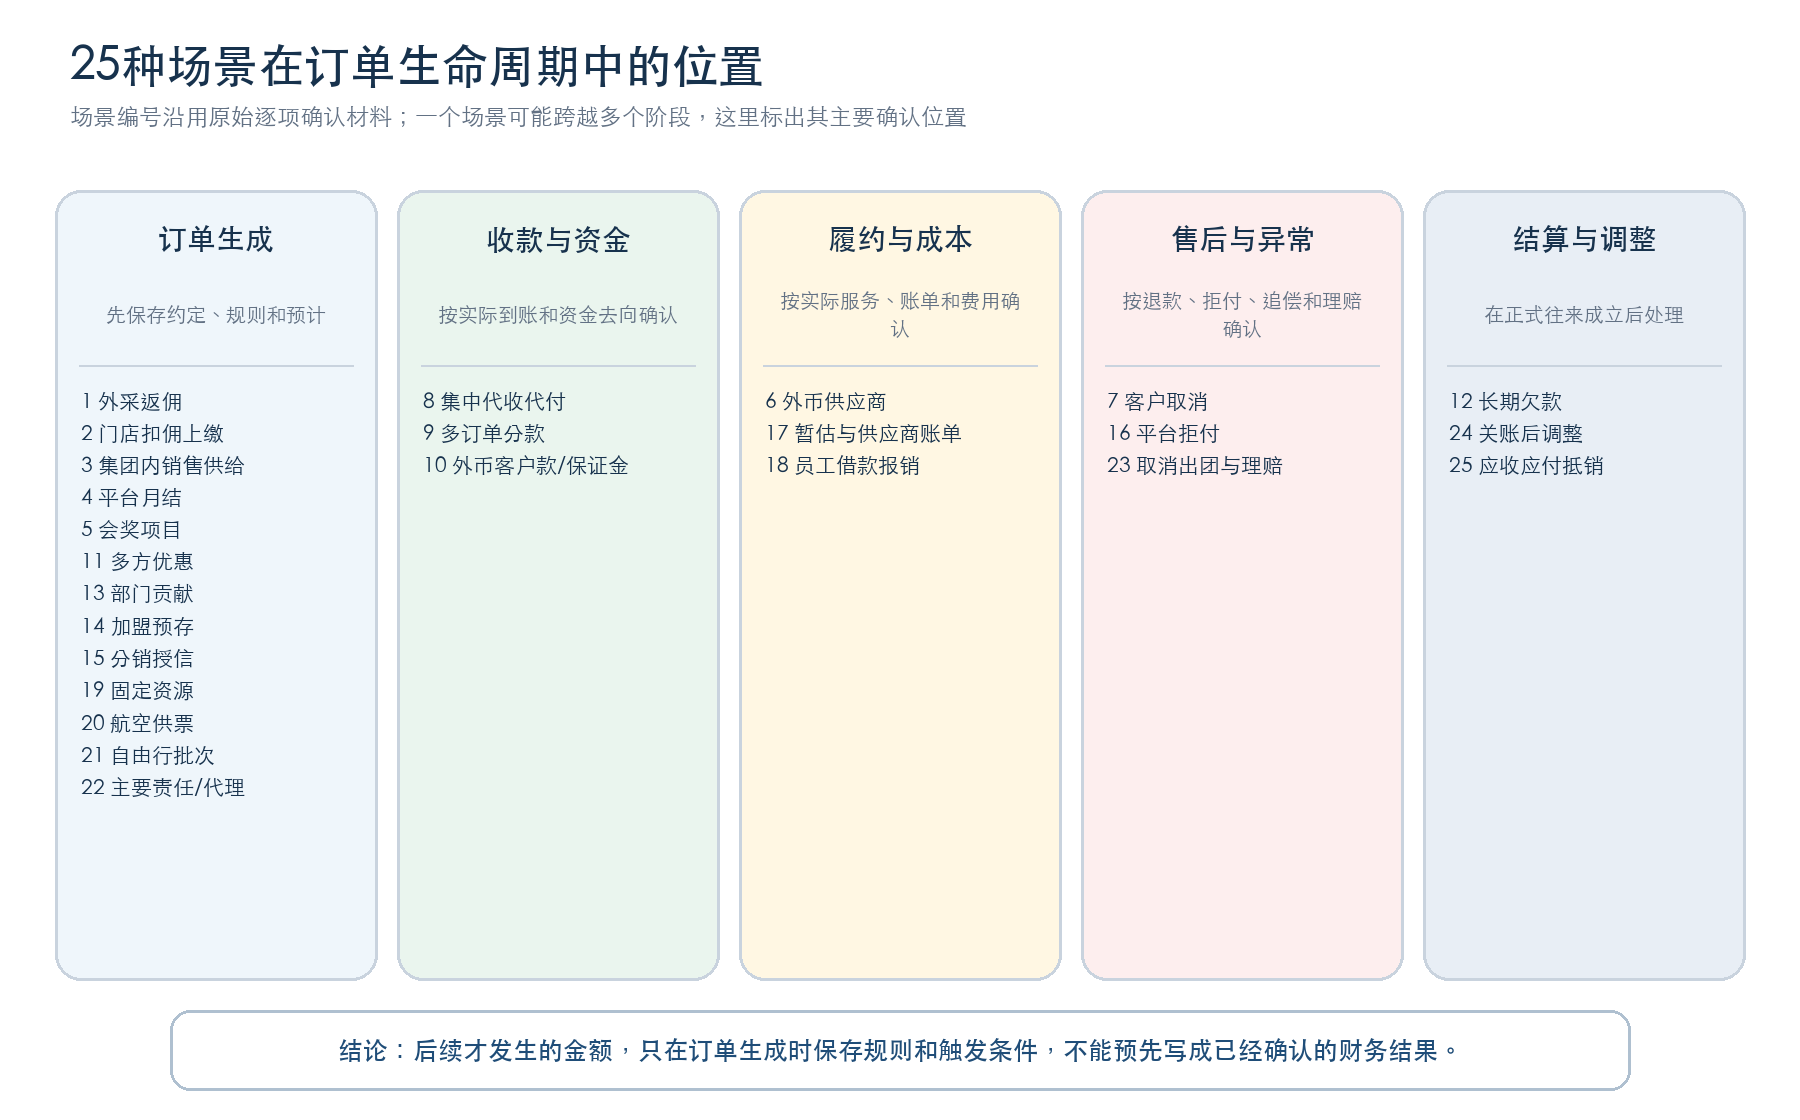 25种场景在订单生命周期中的位置
场景编号沿用原始逐项确认材料；一个场景可能跨越多个阶段，这里标出其主要确认位置
订单生成
先保存约定、规则和预计
1 外采返佣
2 门店扣佣上缴
3 集团内销售供给
4 平台月结
5 会奖项目
11 多方优惠
13 部门贡献
14 加盟预存
15 分销授信
19 固定资源
20 航空供票
21 自由行批次
22 主要责任/代理
收款与资金
按实际到账和资金去向确认
8 集中代收代付
9 多订单分款
10 外币客户款/保证金
履约与成本
按实际服务、账单和费用确
认
6 外币供应商
17 暂估与供应商账单
18 员工借款报销
售后与异常
按退款、拒付、追偿和理赔
确认
7 客户取消
16 平台拒付
23 取消出团与理赔
结算与调整
在正式往来成立后处理
12 长期欠款
24 关账后调整
25 应收应付抵销
结论：后续才发生的金额，只在订单生成时保存规则和触发条件，不能预先写成已经确认的财务结果。